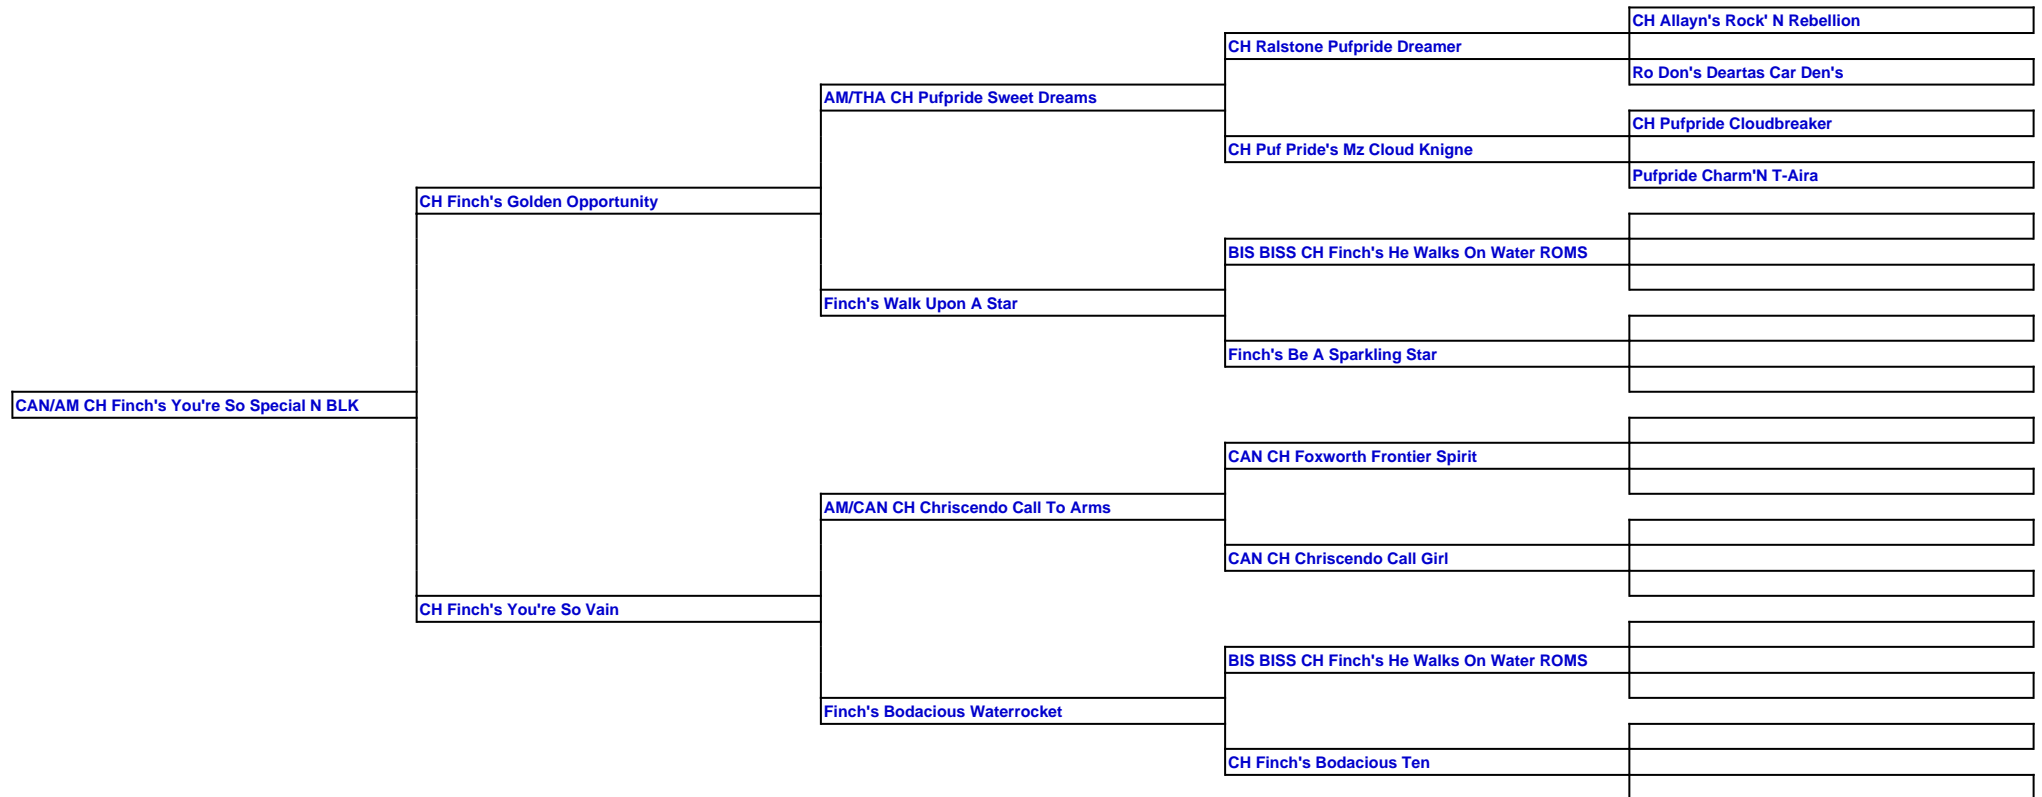 CH Allayn's Rock' N Rebellion
CH Ralstone Pufpride Dreamer
Ro Don's Deartas Car Den's
AM/THA CH Pufpride Sweet Dreams
CH Pufpride Cloudbreaker
CH Puf Pride's Mz Cloud Knigne
Pufpride Charm'N T-Aira
CH Finch's Golden Opportunity
BIS BISS CH Finch's He Walks On Water ROMS
Finch's Walk Upon A Star
Finch's Be A Sparkling Star
CAN/AM CH Finch's You're So Special N BLK
CAN CH Foxworth Frontier Spirit
AM/CAN CH Chriscendo Call To Arms
CAN CH Chriscendo Call Girl
CH Finch's You're So Vain
BIS BISS CH Finch's He Walks On Water ROMS
Finch's Bodacious Waterrocket
CH Finch's Bodacious Ten